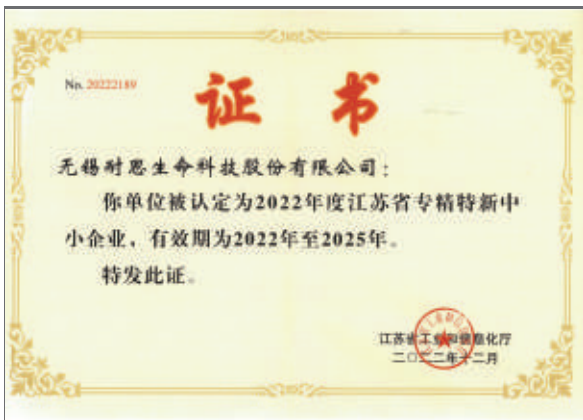 No. 20222189
证 书
无锡耐思生命科技股份有限公司：
你单位被认定为2022年度江苏省专精特新中
小企业，有效期为2022年至2025年。
特发此证。
江苏省工业和信息化厅
二〇二二年十二月